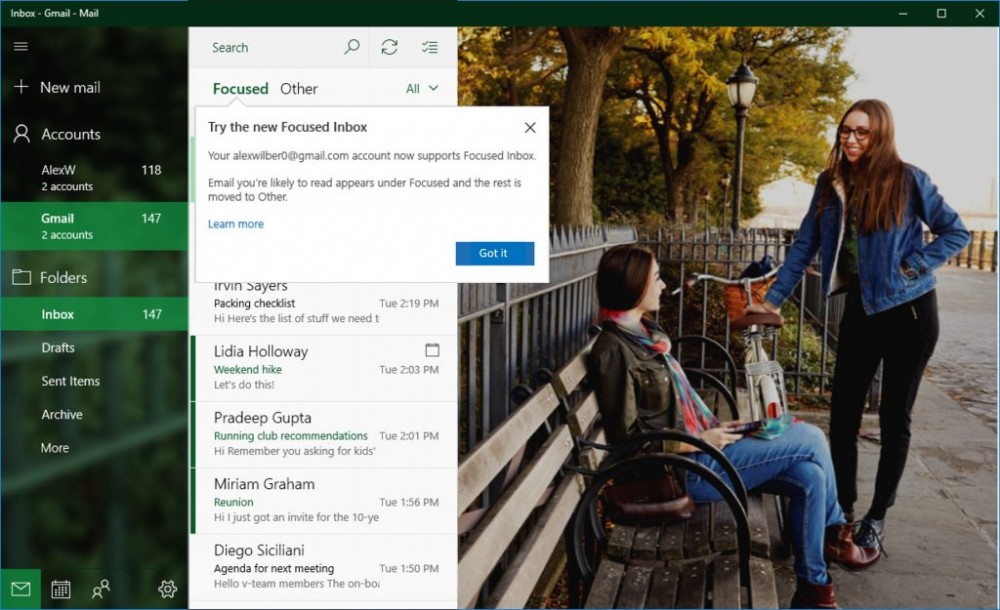 Inbox - Gmail - Mail
New mail
Accounts
AlexW 118
2 accounts
Gmail 147
2 accounts
Folders
Inbox 147
Drafts
Sent Items
Archive
More
Search
Focused Other All
Try the new Focused Inbox
Your alexwilber0@gmail.com account now supports Focused Inbox.
Email you're likely to read appears under Focused and the rest is
moved to Other.
Learn more
Got it
Irvin Sayers
Packing checklist Tue 2:19 PM
Hi Here's the list of stuff we need t
Lidia Holloway
Weekend hike Tue 2:03 PM
Let's do this!
Pradeep Gupta
Running club recommendations Tue 2:01 PM
Hi Remember you asking for kids'
Miriam Graham
Reunion Tue 1:56 PM
Hi I just got an invite for the 10-ye
Diego Siciliani
Agenda for next meeting Tue 1:50 PM
Hello v-team members The on-boa